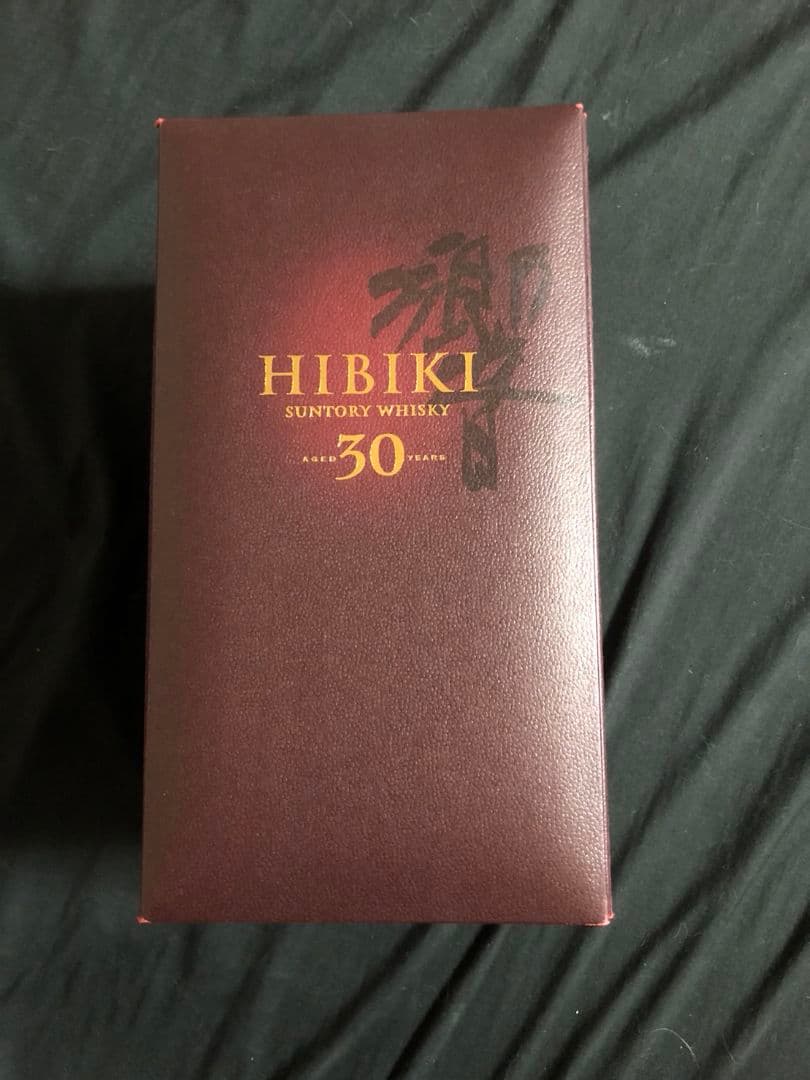 響
HIBIKI
SUNTORY WHISKY
AGED 30 YEARS